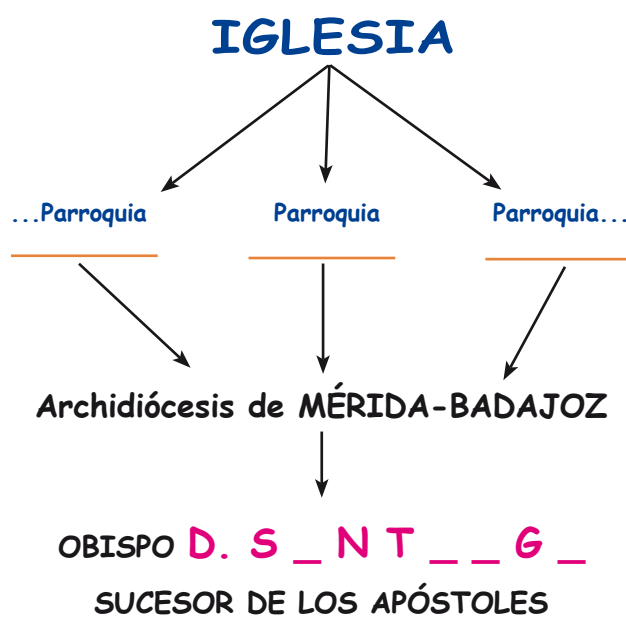 IGLESIA
...Parroquia Parroquia Parroquia...
Archidiócesis de MÉRIDA-BADAJOZ
OBISPO D. S _ N T _ _ G _
SUCESOR DE LOS APÓSTOLES